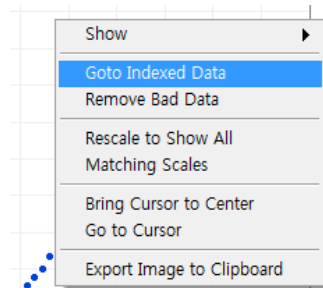 Show
Goto Indexed Data
Remove Bad Data
Rescale to Show All
Matching Scales
Bring Cursor to Center
Go to Cursor
Export Image to Clipboard